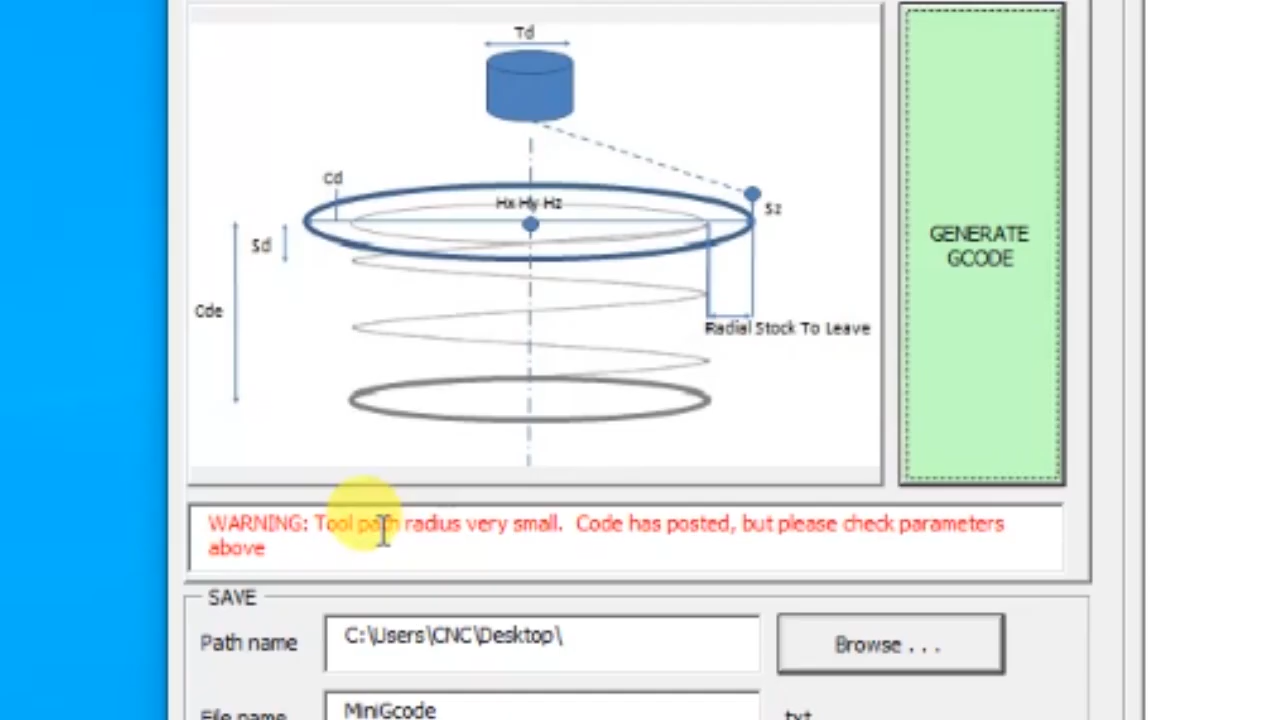 Td
Cd
Hx Hy Hz
Sz
Sd
Cde
Radial Stock To Leave
GENERATE
GCODE
WARNING: Tool path radius very small.  Code has posted, but please check parameters
above
SAVE
Path name
C:\Users\CNC\Desktop\
Browse . . .
File name
MiniGcode
.txt